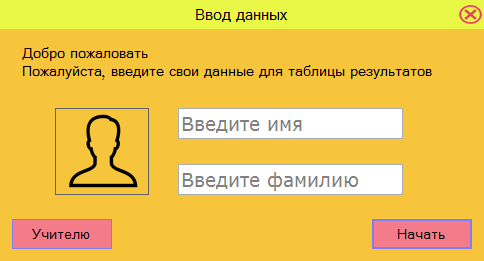 Ввод данных
Добро пожаловать
Пожалуйста, введите свои данные для таблицы результатов
Введите имя
Введите фамилию
Учителю
Начать